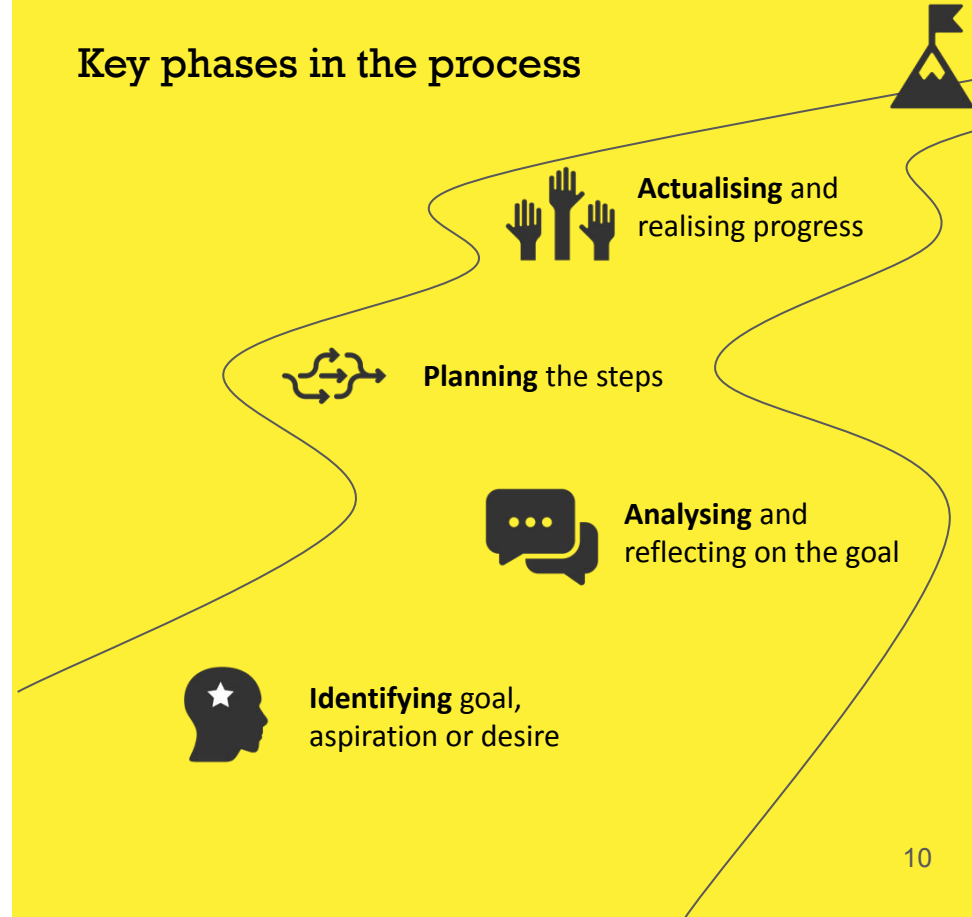 Key phases in the process
Actualising and
realising progress
Planning the steps
Analysing and
reflecting on the goal
Identifying goal,
aspiration or desire
10